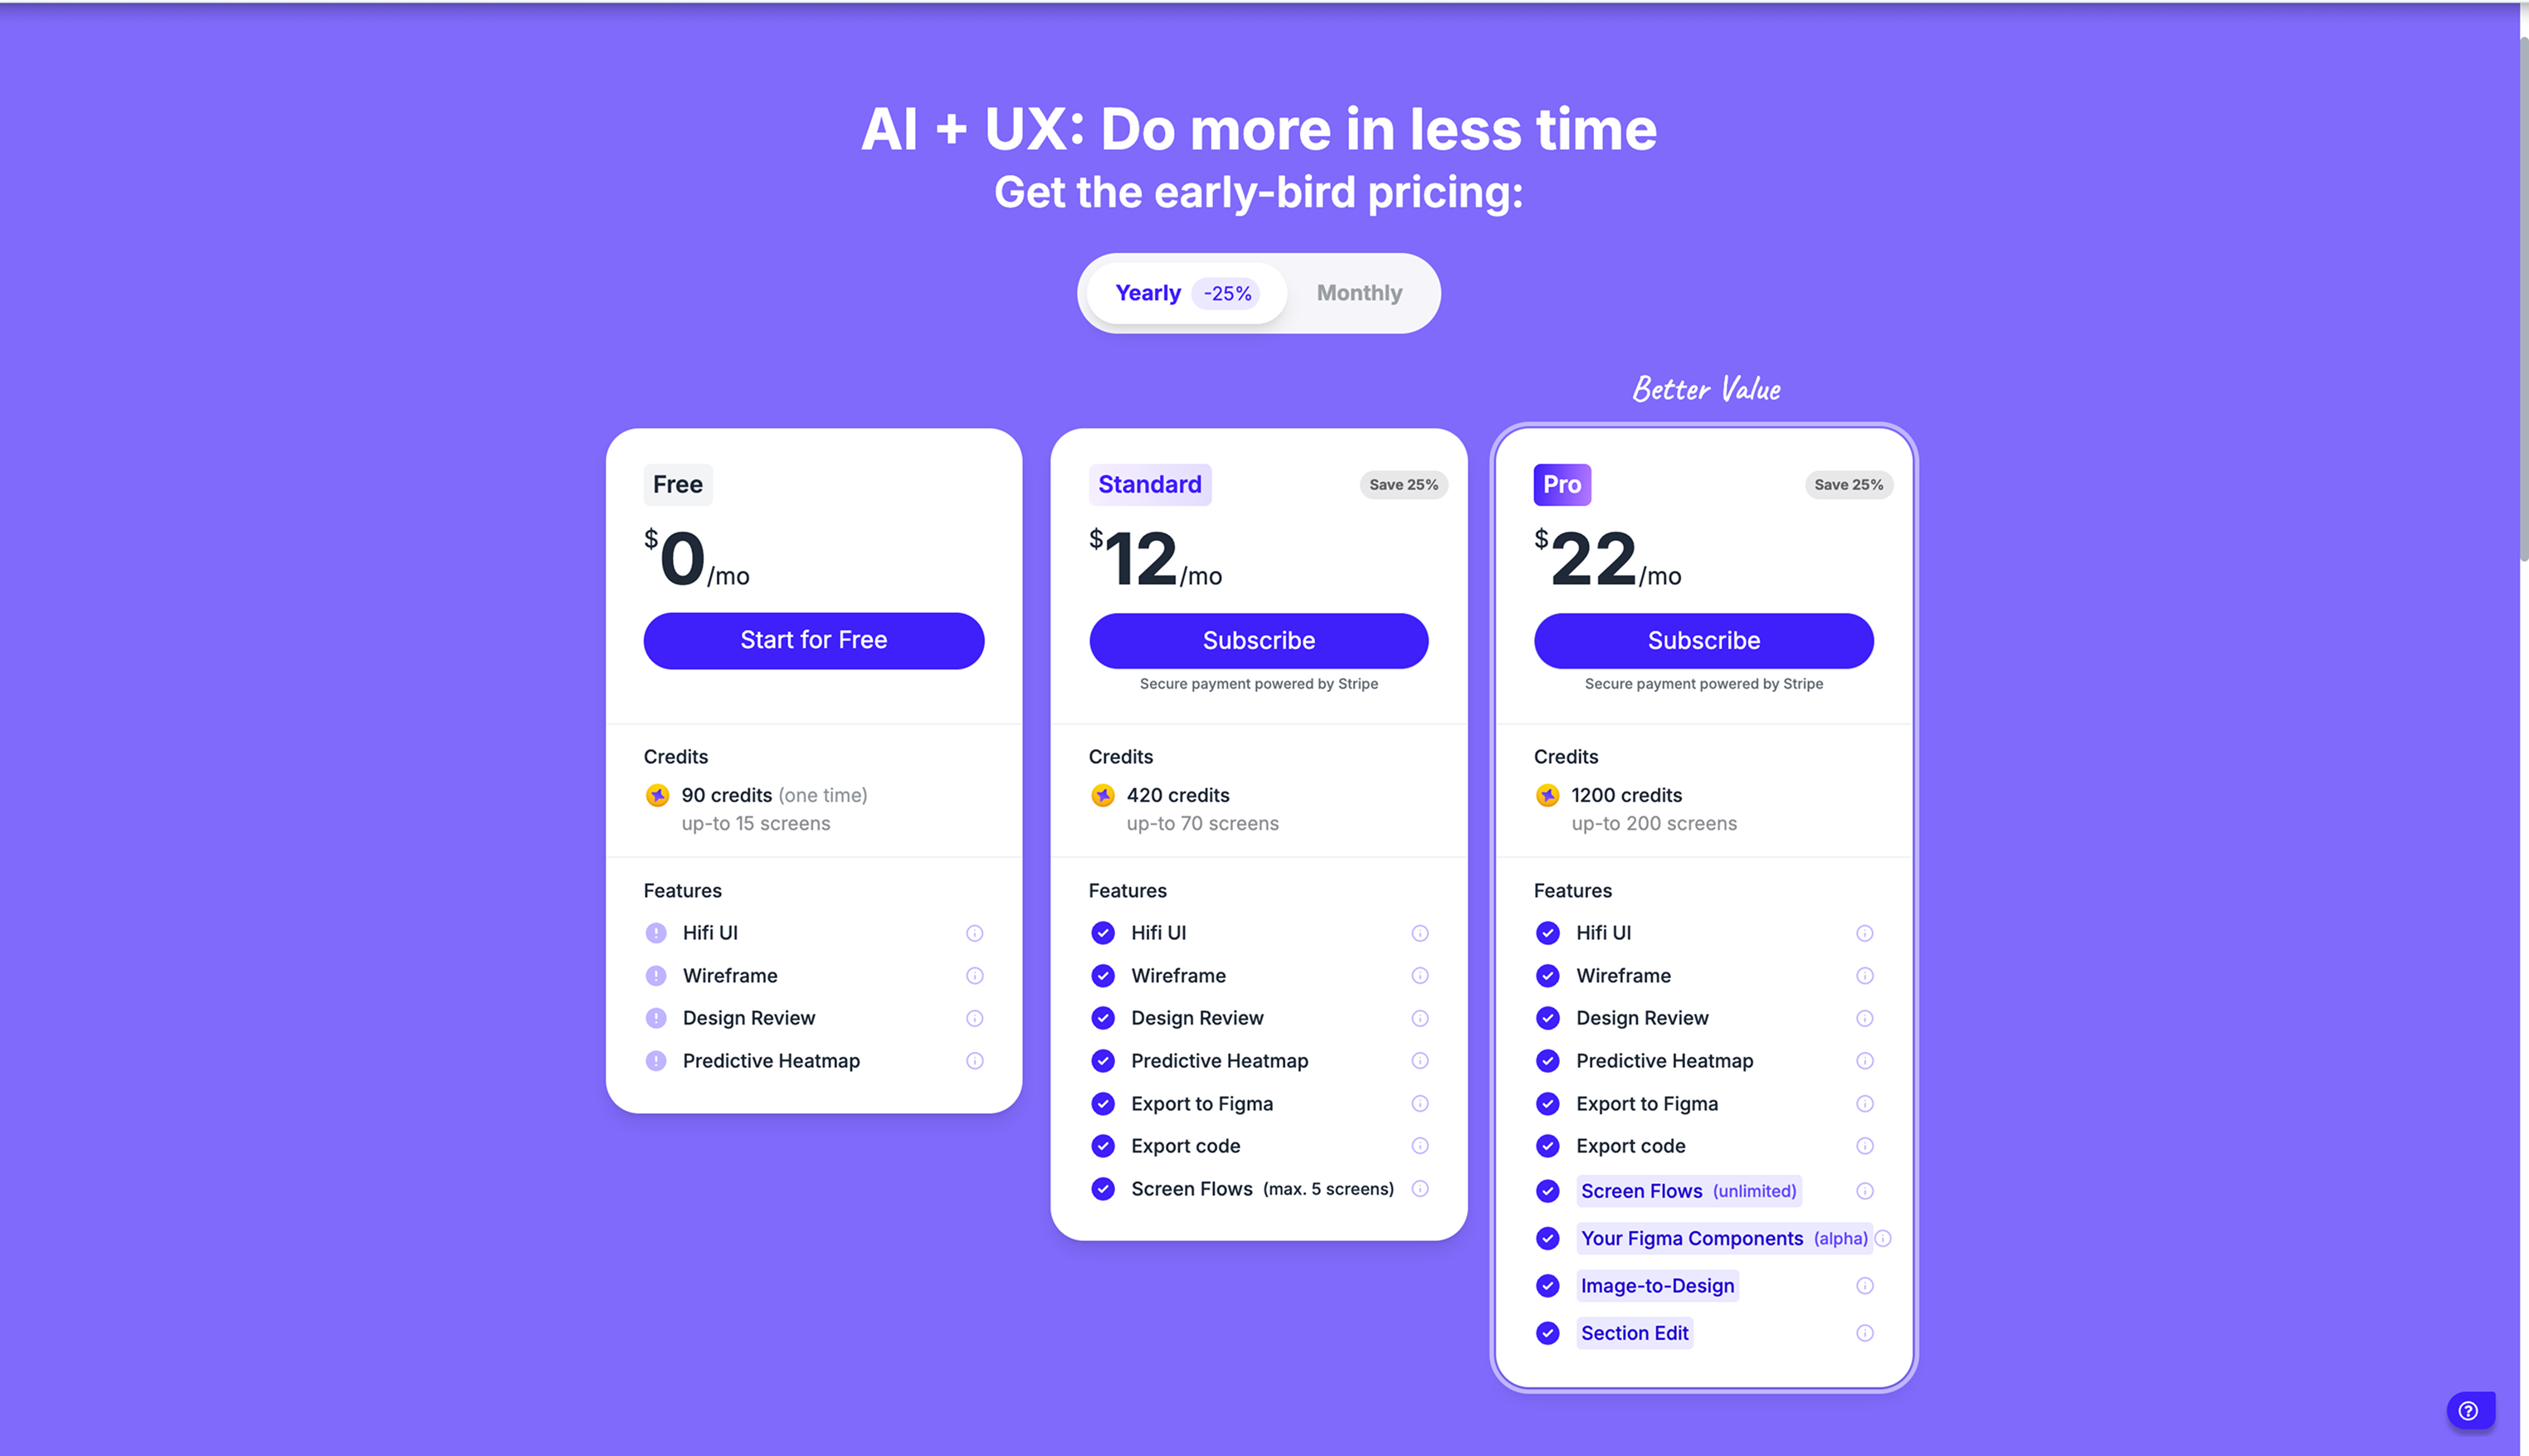 AI + UX: Do more in less time
Get the early-bird pricing:
Yearly -25% Monthly
Better Value
Free
$0/mo
Start for Free
Credits
90 credits (one time)
up-to 15 screens
Features
Hifi UI
Wireframe
Design Review
Predictive Heatmap
Standard Save 25%
$12/mo
Subscribe
Secure payment powered by Stripe
Credits
420 credits
up-to 70 screens
Features
Hifi UI
Wireframe
Design Review
Predictive Heatmap
Export to Figma
Export code
Screen Flows (max. 5 screens)
Pro Save 25%
$22/mo
Subscribe
Secure payment powered by Stripe
Credits
1200 credits
up-to 200 screens
Features
Hifi UI
Wireframe
Design Review
Predictive Heatmap
Export to Figma
Export code
Screen Flows (unlimited)
Your Figma Components (alpha)
Image-to-Design
Section Edit